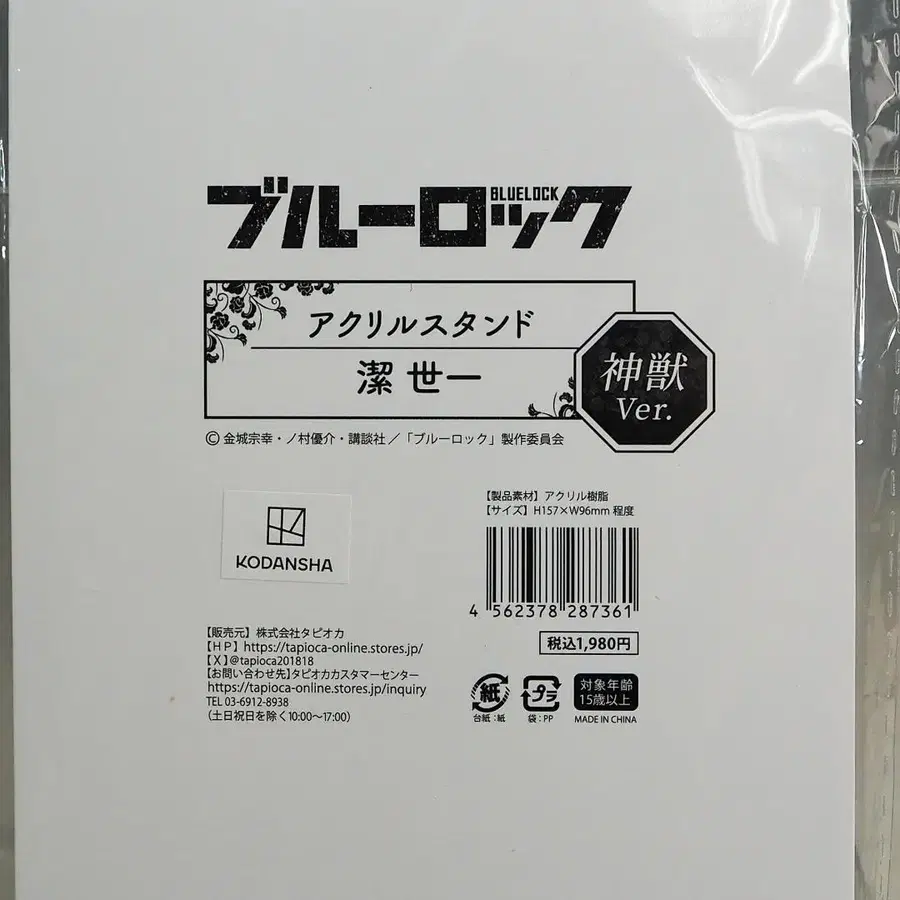 ブルーロック
BLUELOCK
アクリルスタンド
潔 世一
神獣
Ver.
©金城宗幸・ノ村優介・講談社/「ブルーロック」製作委員会
KODANSHA
【製品素材】アクリル樹脂
【サイズ】H157×W96mm 程度
4 562378 287361
税込1,980円
【販売元】株式会社タピオカ
【HP】https://tapioca-online.stores.jp/
【X】@tapioca201818
【お問い合わせ先】タピオカカスタマーセンター
https://tapioca-online.stores.jp/inquiry
TEL 03-6912-8938
(土日祝日を除く10:00〜17:00)
紙
台紙:紙
プラ
袋:PP
対象年齢
15歳以上
MADE IN CHINA